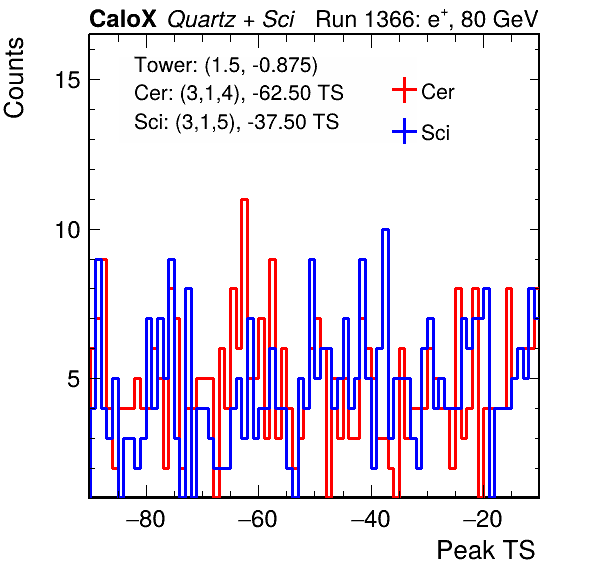 CaloX Quartz + Sci Run 1366: e+, 80 GeV
Counts
Tower: (1.5, -0.875)
Cer: (3,1,4), -62.50 TS
Sci: (3,1,5), -37.50 TS
Cer
Sci
15
10
5
−80 −60 −40 −20
Peak TS